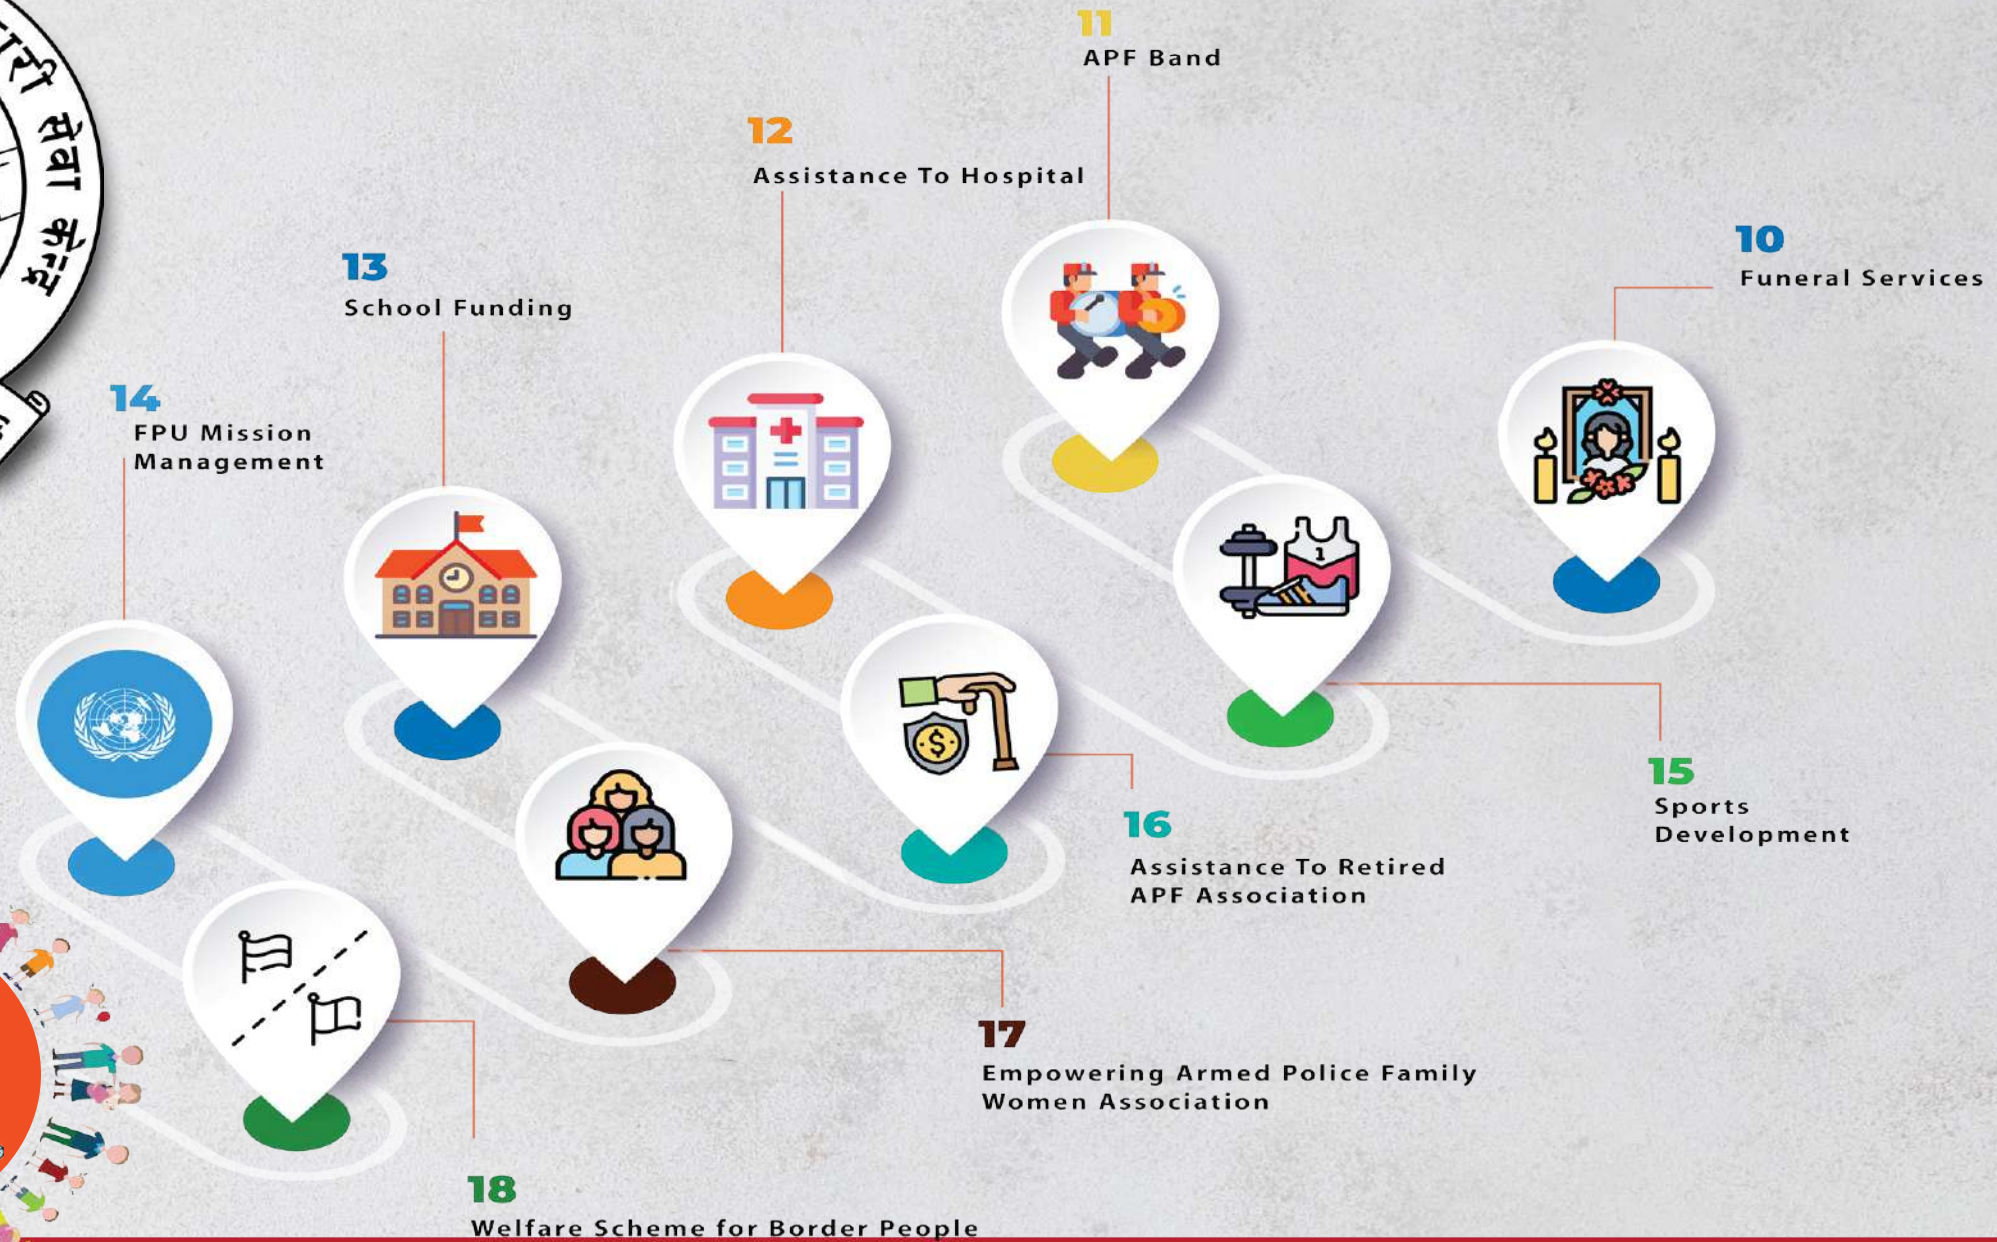 री सेवा केन्द्र
11
APF Band
12
Assistance To Hospital
10
Funeral Services
13
School Funding
14
FPU Mission
Management
1
15
Sports
Development
16
Assistance To Retired
APF Association
17
Empowering Armed Police Family
Women Association
18
Welfare Scheme for Border People